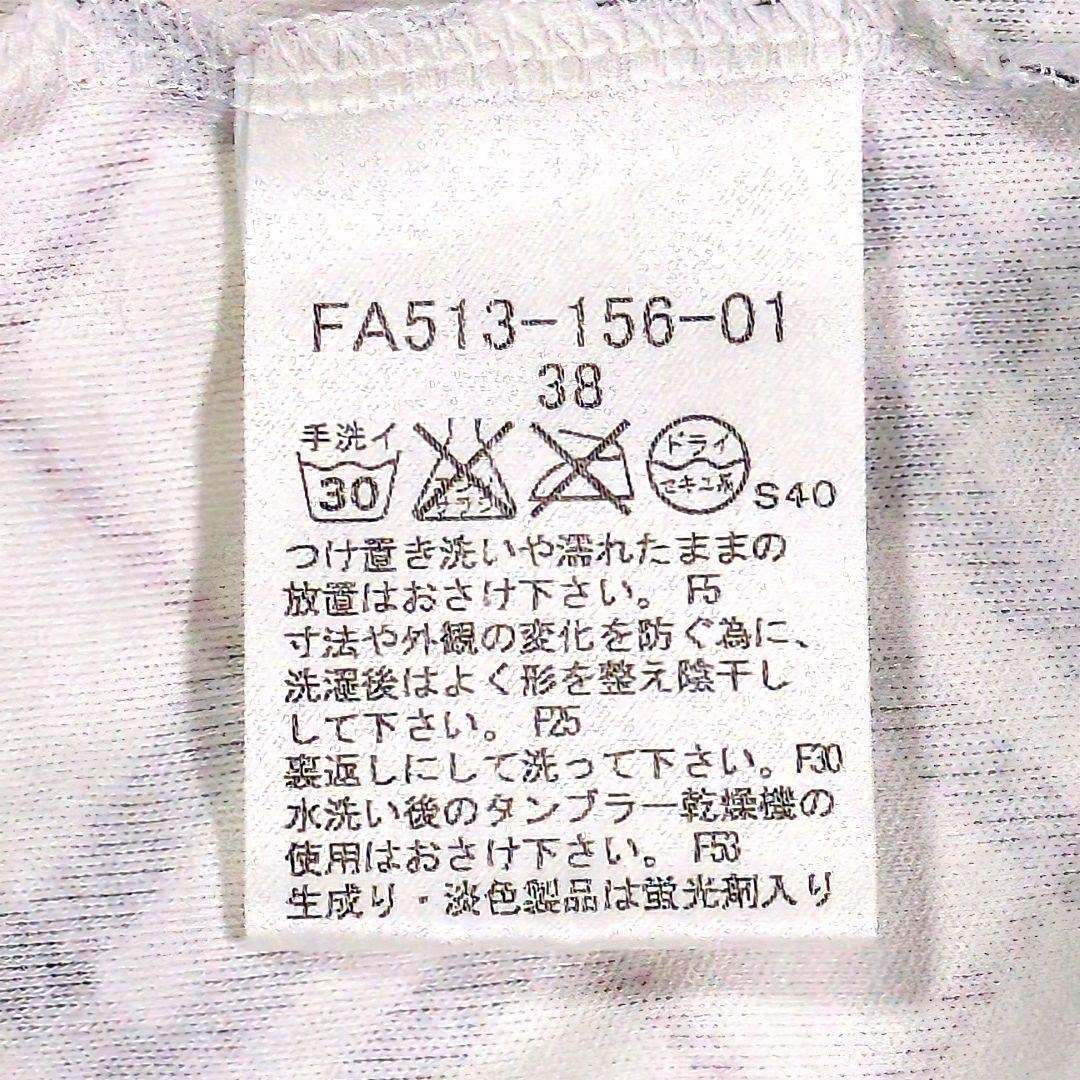 FA513-156-01
38
手洗イ
30
エンソサラシ
ドライ
セキユ系
S40
つけ置き洗いや濡れたままの
放置はおさけ下さい。 F5
寸法や外観の変化を防ぐ為に、
洗濯後はよく形を整え陰干し
して下さい。 F25
裏返しにして洗って下さい。F30
水洗い後のタンブラー乾燥機の
使用はおさけ下さい。 F53
生成り・淡色製品は蛍光剤入り